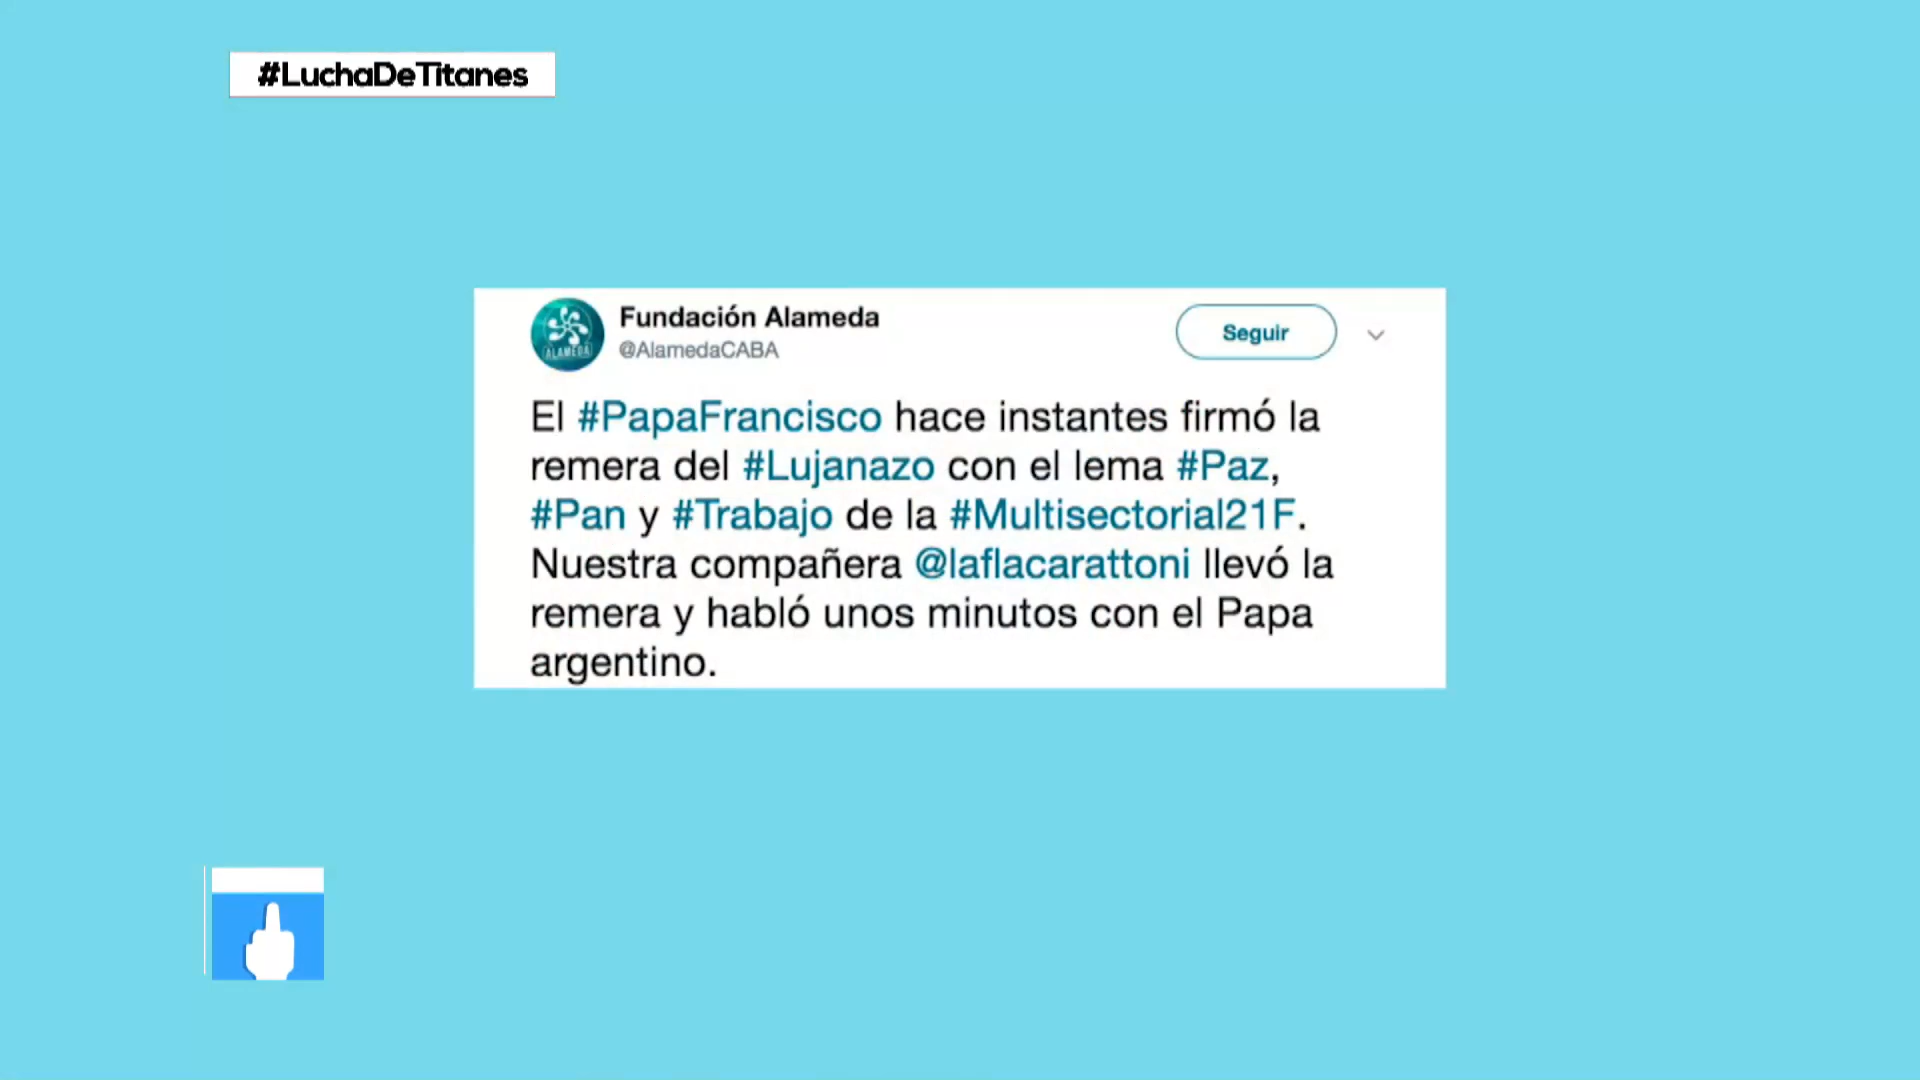 #LuchaDeTitanes
Fundación Alameda
@AlamedaCABA
Seguir
ALAMEDA
El #PapaFrancisco hace instantes firmó la
remera del #Lujanazo con el lema #Paz,
#Pan y #Trabajo de la #Multisectorial21F.
Nuestra compañera @laflacarattoni llevó la
remera y habló unos minutos con el Papa
argentino.